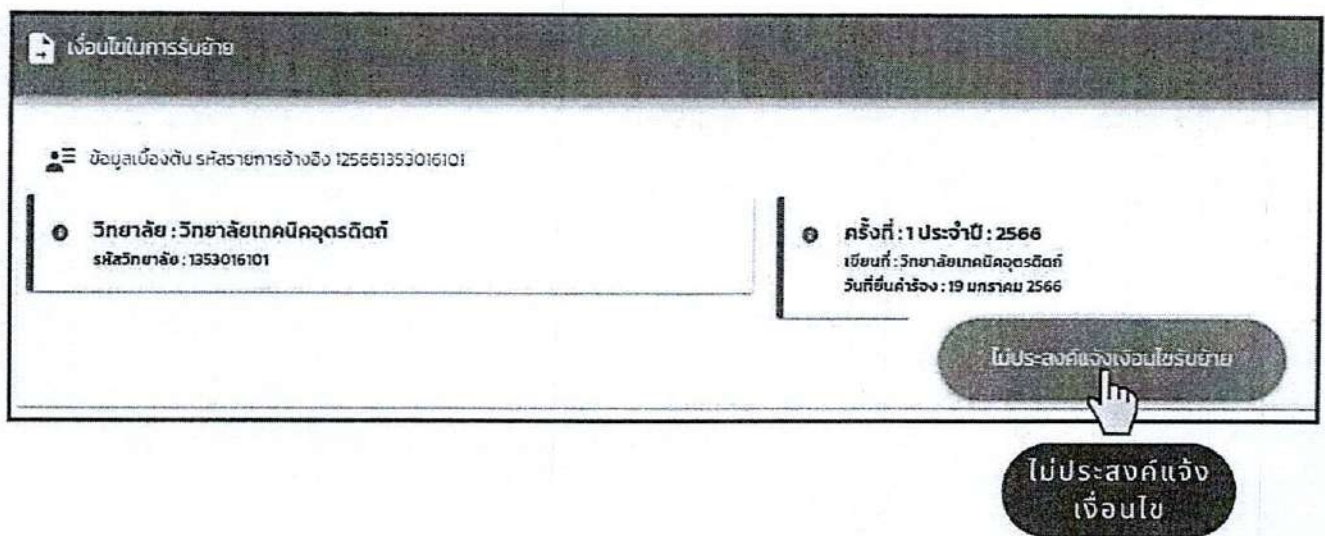 เงื่อนไขในการรับย้าย
ข้อมูลเบื้องต้น รหัสรายการอ้างอิง 125661353016101
วิทยาลัย : วิทยาลัยเทคนิคอุตรดิตถ์
รหัสวิทยาลัย : 1353016101
ครั้งที่ : 1 ประจำปี : 2566
เขียนที่ : วิทยาลัยเทคนิคอุตรดิตถ์
วันที่ยื่นคำร้อง : 19 มกราคม 2566
ไม่ประสงค์แจ้งเงื่อนไขรับย้าย
ไม่ประสงค์แจ้ง
เงื่อนไข